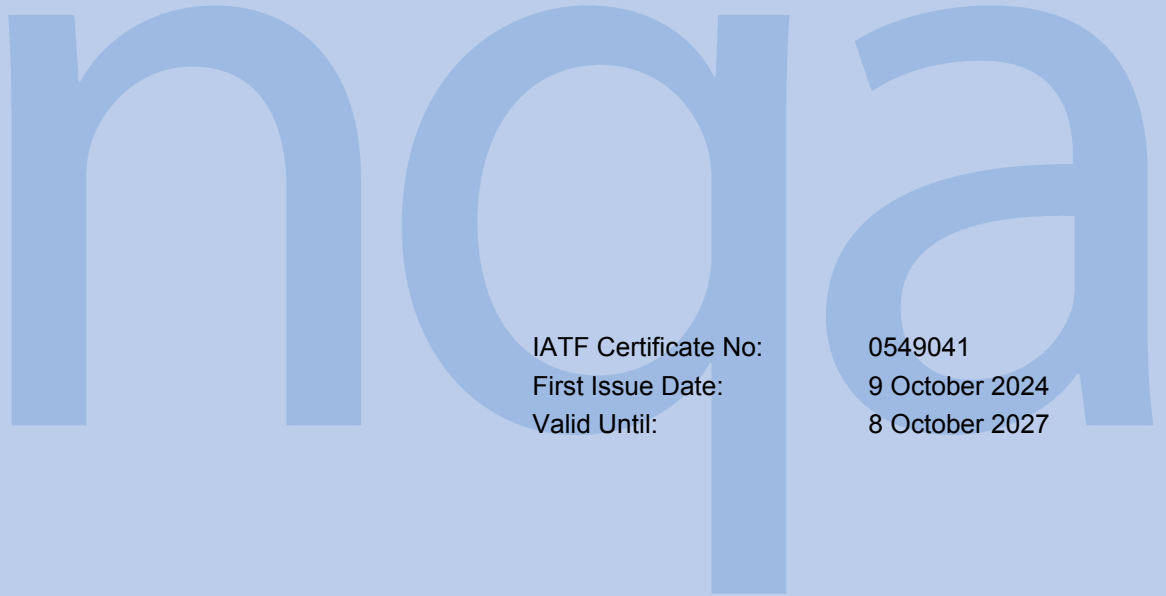 nqa
IATF Certificate No: 0549041
First Issue Date: 9 October 2024
Valid Until: 8 October 2027